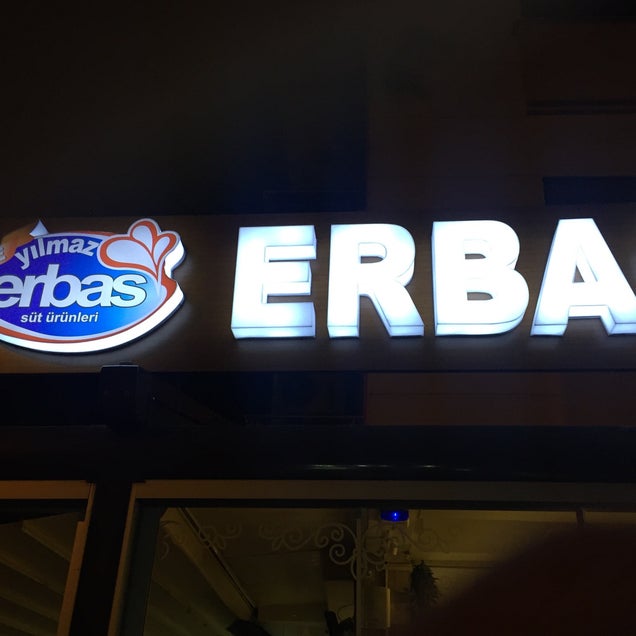 yılmaz
erbas
süt ürünleri
ERBA